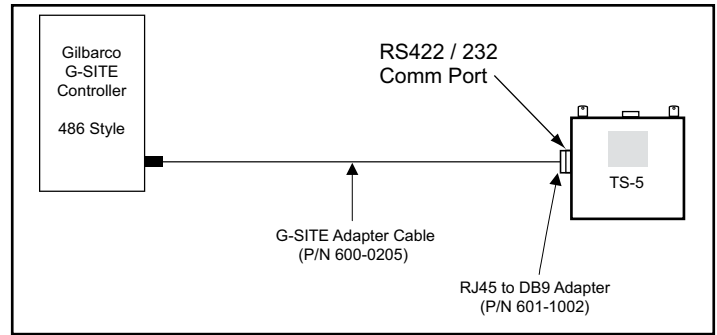 Gilbarco
G-SITE
Controller
486 Style
RS422 / 232
Comm Port
TS-5
G-SITE Adapter Cable
(P/N 600-0205)
RJ45 to DB9 Adapter
(P/N 601-1002)